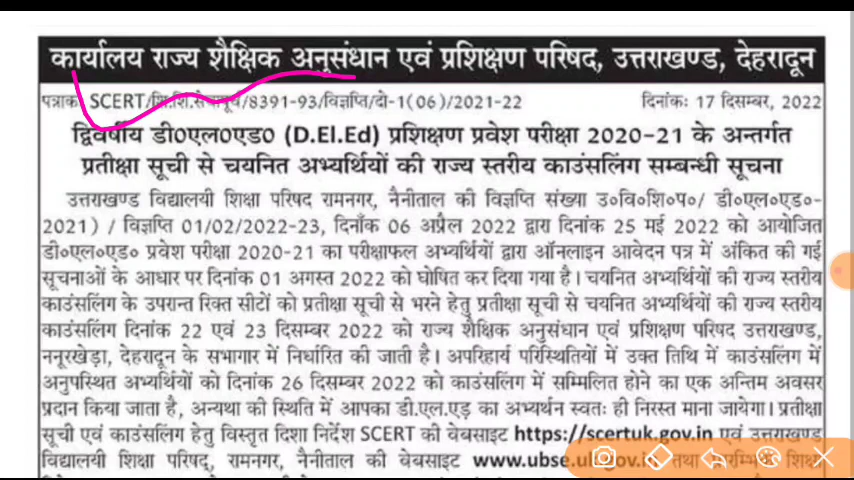 कार्यालय राज्य शैक्षिक अनुसंधान एवं प्रशिक्षण परिषद, उत्तराखण्ड, देहरादून
पत्रांक SCERT/शि.शि.से /8391-93/विज्ञप्ति/दो-1(06)/2021-22 दिनांक: 17 दिसम्बर, 2022
द्विवर्षीय डी०एल०एड० (D.El.Ed) प्रशिक्षण प्रवेश परीक्षा 2020-21 के अन्तर्गत
प्रतीक्षा सूची से चयनित अभ्यर्थियों की राज्य स्तरीय काउंसलिंग सम्बन्धी सूचना
उत्तराखण्ड विद्यालयी शिक्षा परिषद रामनगर, नैनीताल की विज्ञप्ति संख्या उ०वि०शि०प०/ डी०एल०एड०-
2021) / विज्ञप्ति 01/02/2022-23, दिनाँक 06 अप्रैल 2022 द्वारा दिनांक 25 मई 2022 को आयोजित
डी०एल०एड० प्रवेश परीक्षा 2020-21 का परीक्षाफल अभ्यर्थियों द्वारा ऑनलाइन आवेदन पत्र में अंकित की गई
सूचनाओं के आधार पर दिनांक 01 अगस्त 2022 को घोषित कर दिया गया है। चयनित अभ्यर्थियों की राज्य स्तरीय
काउंसलिंग के उपरान्त रिक्त सीटों को प्रतीक्षा सूची से भरने हेतु प्रतीक्षा सूची से चयनित अभ्यर्थियों की राज्य स्तरीय
काउंसलिंग दिनांक 22 एवं 23 दिसम्बर 2022 को राज्य शैक्षिक अनुसंधान एवं प्रशिक्षण परिषद उत्तराखण्ड,
ननूरखेड़ा, देहरादून के सभागार में निर्धारित की जाती है। अपरिहार्य परिस्थितियों में उक्त तिथि में काउंसलिंग में
अनुपस्थित अभ्यर्थियों को दिनांक 26 दिसम्बर 2022 को काउंसलिंग में सम्मिलित होने का एक अन्तिम अवसर
प्रदान किया जाता है, अन्यथा की स्थिति में आपका डी.एल.एड़ का अभ्यर्थन स्वतः ही निरस्त माना जायेगा। प्रतीक्षा
सूची एवं काउंसलिंग हेतु विस्तृत दिशा निर्देश SCERT की वेबसाइट https://scertuk.gov.in एवं उत्तराखण्ड
विद्यालयी शिक्षा परिषद्, रामनगर, नैनीताल की वेबसाइट www.ubse.uk.gov.in तथा प्रारम्भिक शिक्षा